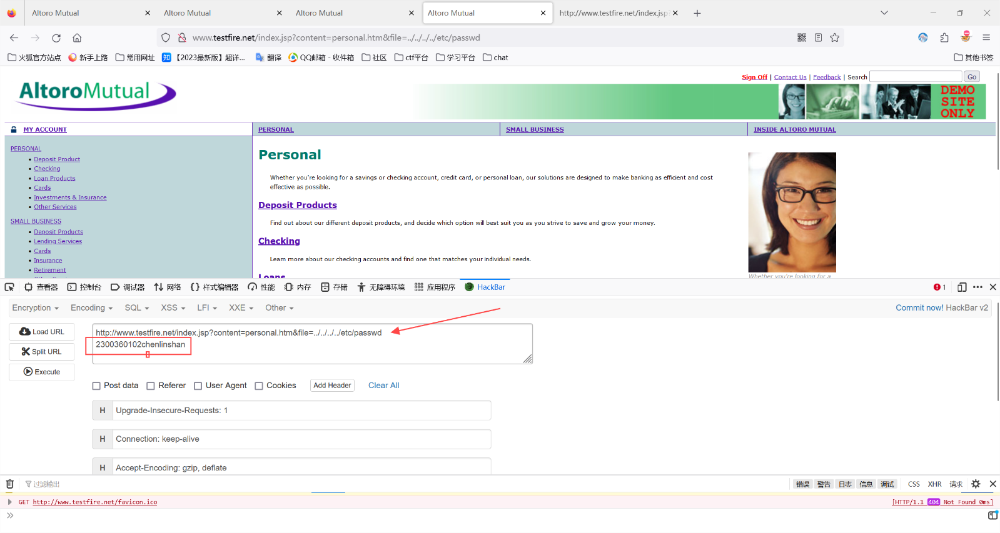 Altoro Mutual
Altoro Mutual
Altoro Mutual
Altoro Mutual
http://www.testfire.net/index.jsp?
www.testfire.net/index.jsp?content=personal.htm&file=../../../../etc/passwd
火狐官方站点
新手上路
常用网址
知 【2023最新版】超详...
翻译
QQ邮箱 - 收件箱
社区
ctf平台
学习平台
chat
其他书签
Sign Off | Contact Us | Feedback | Search
Go
AltoroMutual
DEMO
SITE
ONLY
MY ACCOUNT
PERSONAL
SMALL BUSINESS
INSIDE ALTORO MUTUAL
PERSONAL
• Deposit Product
• Checking
• Loan Products
• Cards
• Investments & Insurance
• Other Services
SMALL BUSINESS
• Deposit Products
• Lending Services
• Cards
• Insurance
• Retirement
Personal
Whether you're looking for a savings or checking account, credit card, or personal loan, our solutions are designed to make banking as efficient and cost
effective as possible.
Deposit Products
Find out about our different deposit products, and decide which option will best suit you as you strive to save and grow your money.
Checking
Learn more about our checking accounts and find one that matches your individual needs.
Loans
Whether you're looking for a
查看器
控制台
调试器
网络
样式编辑器
性能
内存
存储
无障碍环境
应用程序
HackBar
1
Encryption
Encoding
SQL
XSS
LFI
XXE
Other
Commit now! HackBar v2
Load URL
Split URL
Execute
http://www.testfire.net/index.jsp?content=personal.htm&file=../../../../etc/passwd
2300360102chenlinshan
Post data
Referer
User Agent
Cookies
Add Header
Clear All
H Upgrade-Insecure-Requests: 1
H Connection: keep-alive
H Accept-Encoding: gzip, deflate
过滤输出
错误
警告
日志
信息
调试
CSS
XHR
请求
GET http://www.testfire.net/favicon.ico
[HTTP/1.1 404 Not Found 0ms]